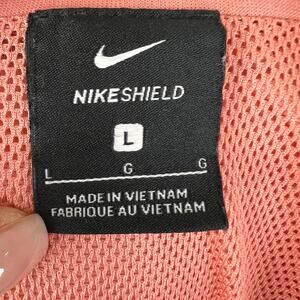 NIKESHIELD
L
L G G
MADE IN VIETNAM
FABRIQUE AU VIETNAM